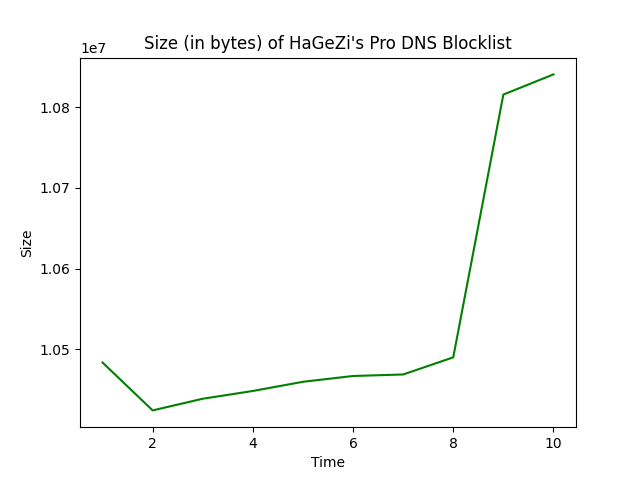 Size (in bytes) of HaGeZi's Pro DNS Blocklist
1e7
1.08
1.07
1.06
1.05
Size
2 4 6 8 10
Time